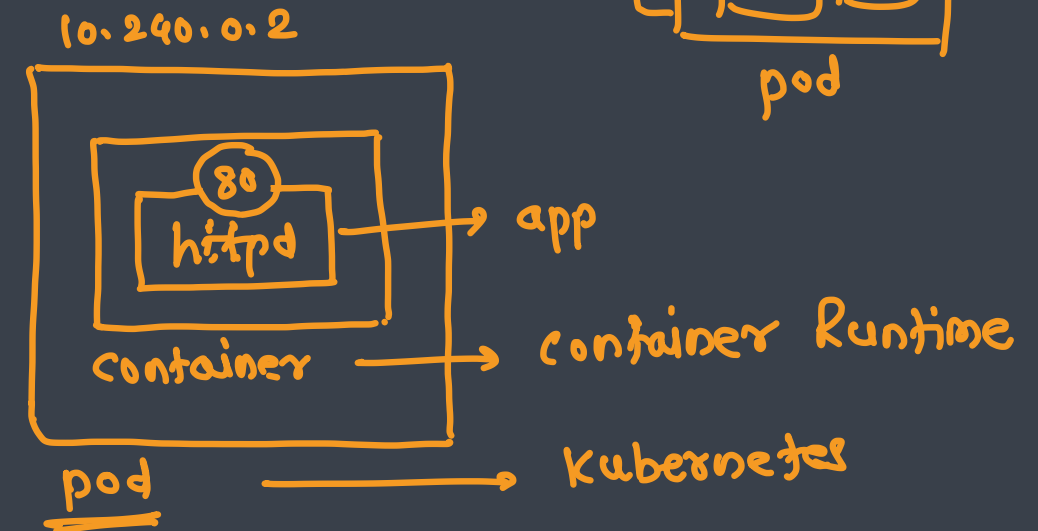 10.240.0.2
pod
80
httpd
app
container
container Runtime
pod
Kubernetes